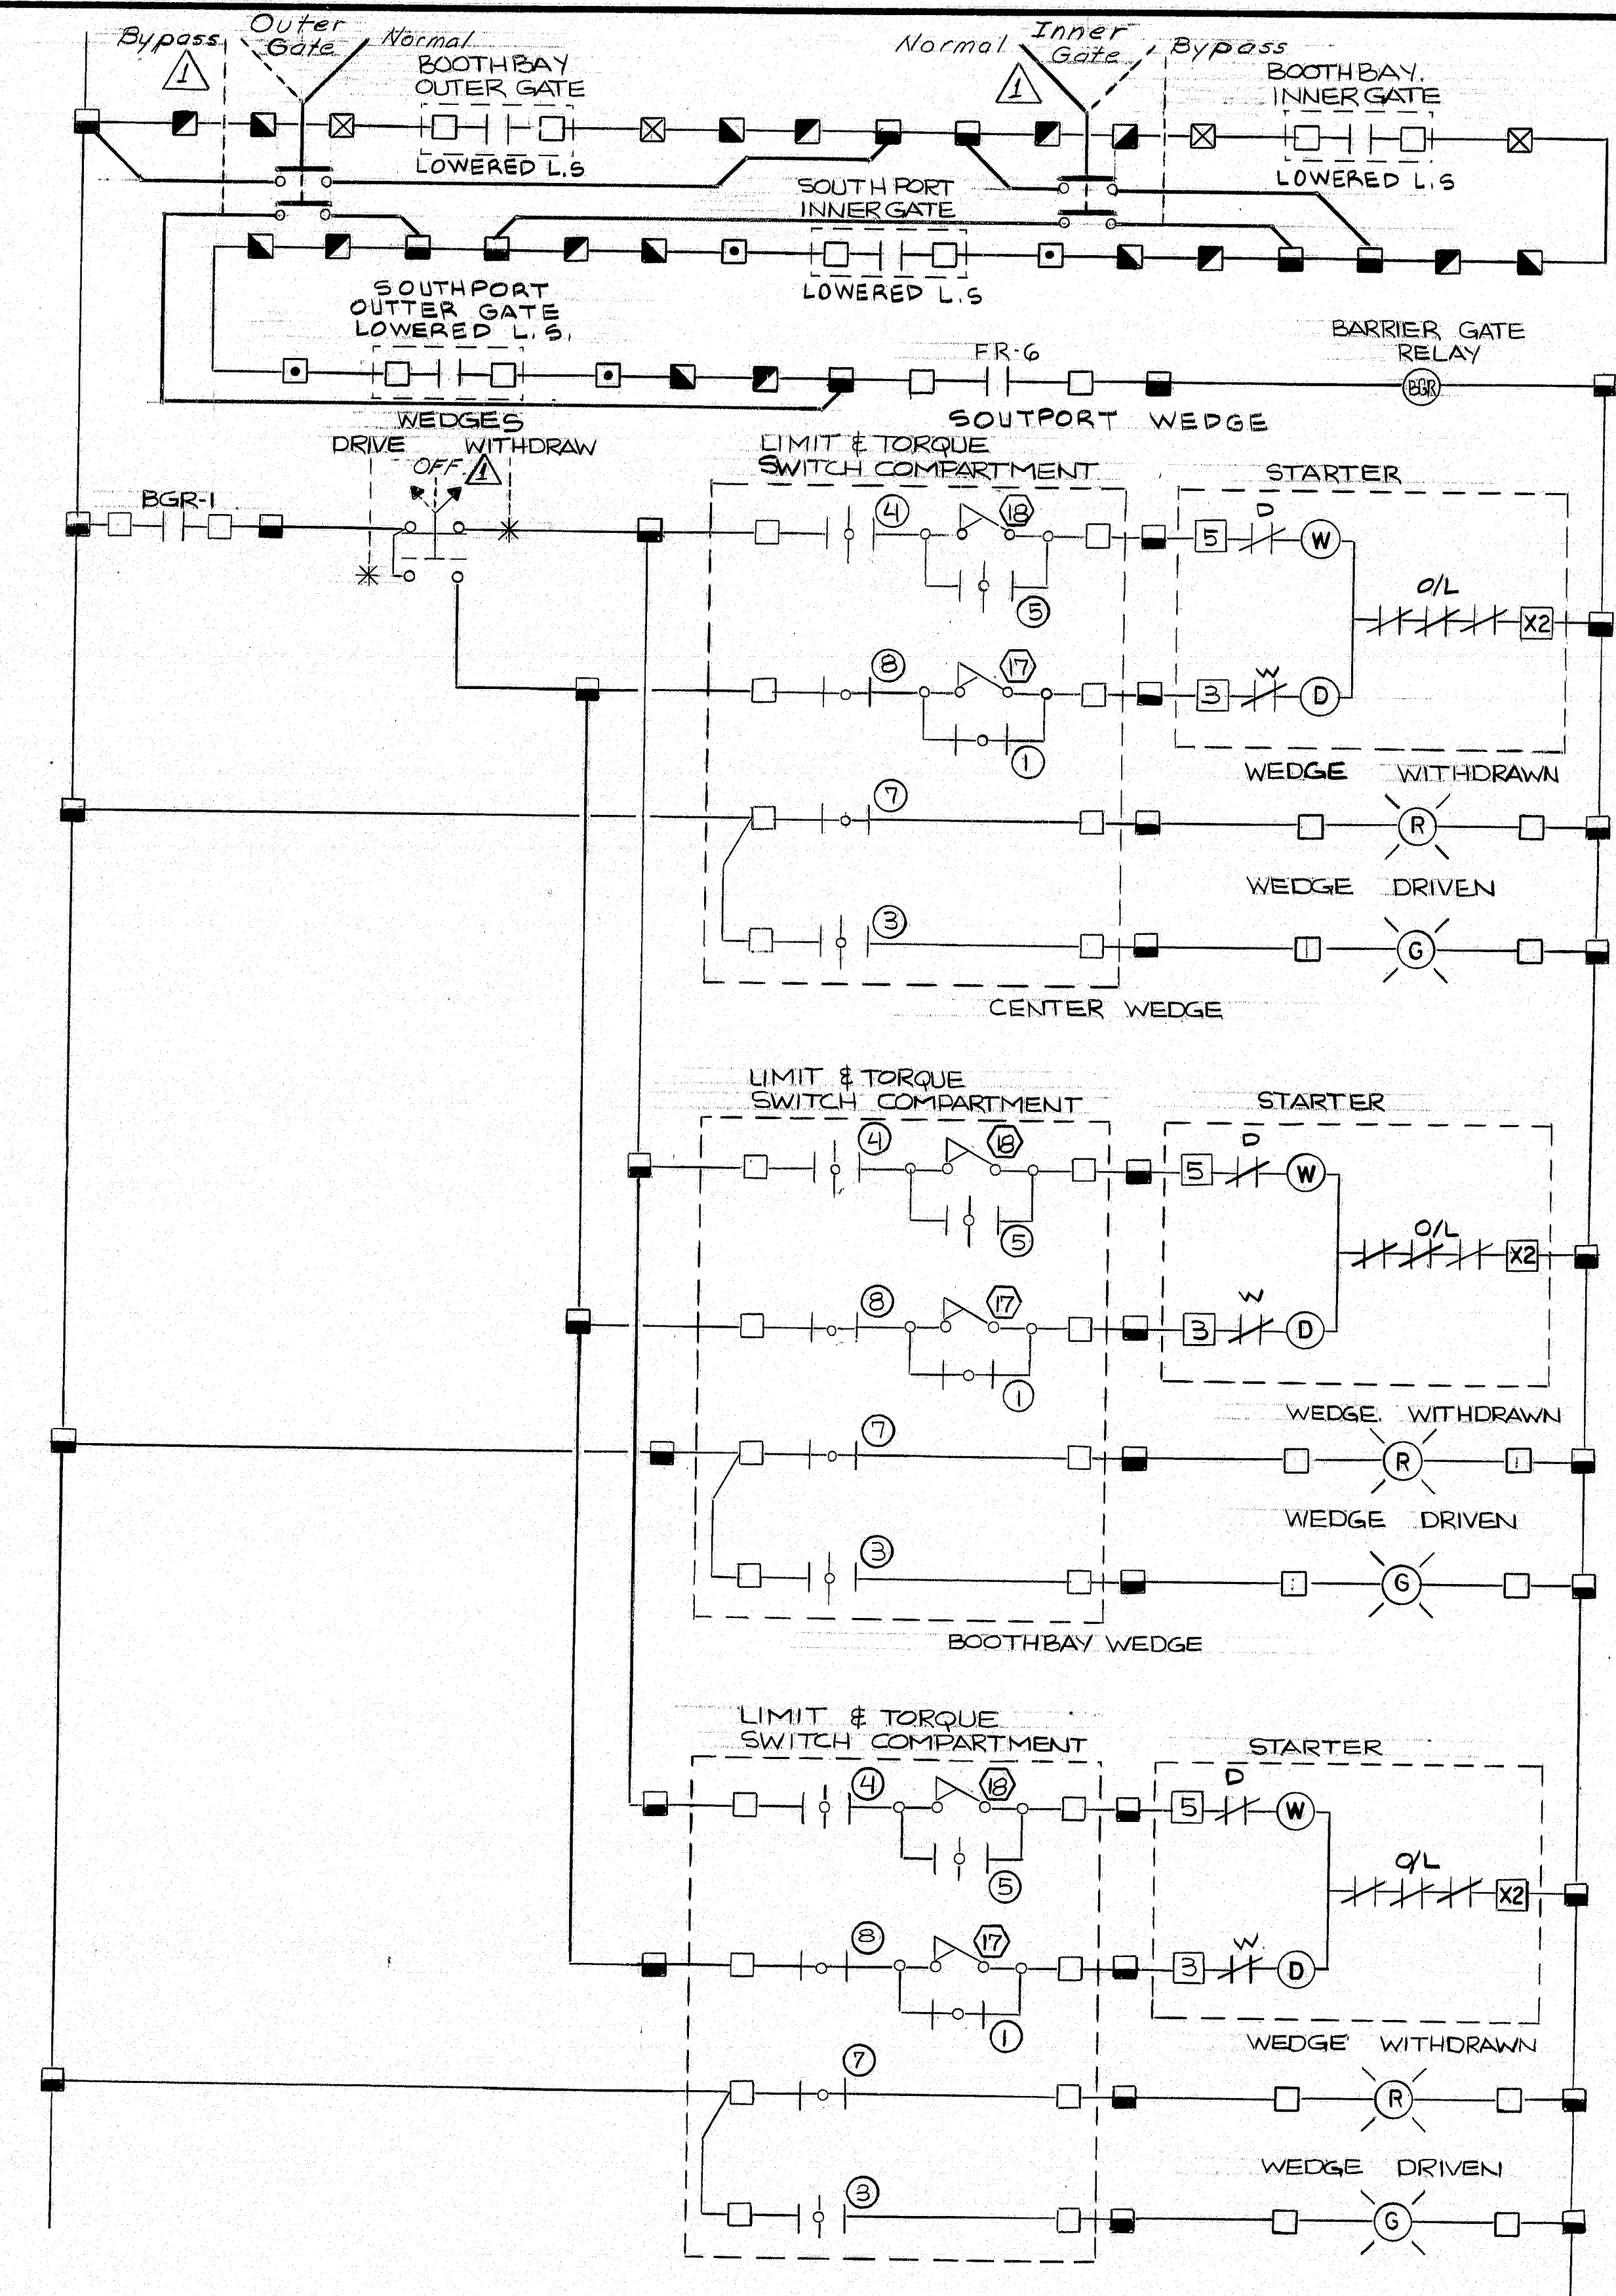 Bypass
Outer
Gate
Normal
1
BOOTHBAY
OUTER GATE
LOWERED L.S
Normal
Inner
Gate
Bypass
1
BOOTHBAY.
INNER GATE
LOWERED L.S
SOUTHPORT
INNER GATE
LOWERED L.S
SOUTHPORT
OUTTER GATE
LOWERED L.S.
FR-6
BARRIER GATE
RELAY
BGR
WEDGES
DRIVE WITHDRAW
OFF
1
BGR-1
SOUTPORT WEDGE
LIMIT & TORQUE
SWITCH COMPARTMENT
STARTER
4
18
5
5
D
W
O/L
X2
8
17
1
3
W
D
WEDGE WITHDRAWN
7
R
WEDGE DRIVEN
3
G
CENTER WEDGE
LIMIT & TORQUE
SWITCH COMPARTMENT
STARTER
4
18
5
5
D
W
O/L
X2
8
17
1
3
W
D
WEDGE. WITHDRAWN
7
R
WEDGE DRIVEN
3
G
BOOTHBAY WEDGE
LIMIT & TORQUE
SWITCH COMPARTMENT
STARTER
4
18
5
5
D
W
O/L
X2
8
17
1
3
W
D
WEDGE WITHDRAWN
7
R
WEDGE DRIVEN
3
G